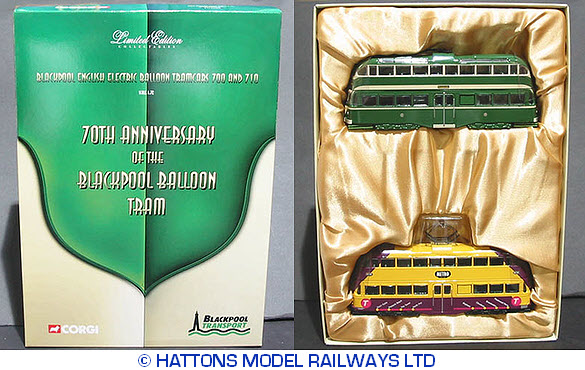 Limited Edition
COLLECTABLES
BLACKPOOL ENGLISH ELECTRIC BALLOON TRAMCARS 700 AND 710
70TH ANNIVERSARY
OF THE
BLACKPOOL BALLOON
TRAM
CORGI
BLACKPOOL
TRANSPORT
METRO
T
T
© HATTONS MODEL RAILWAYS LTD